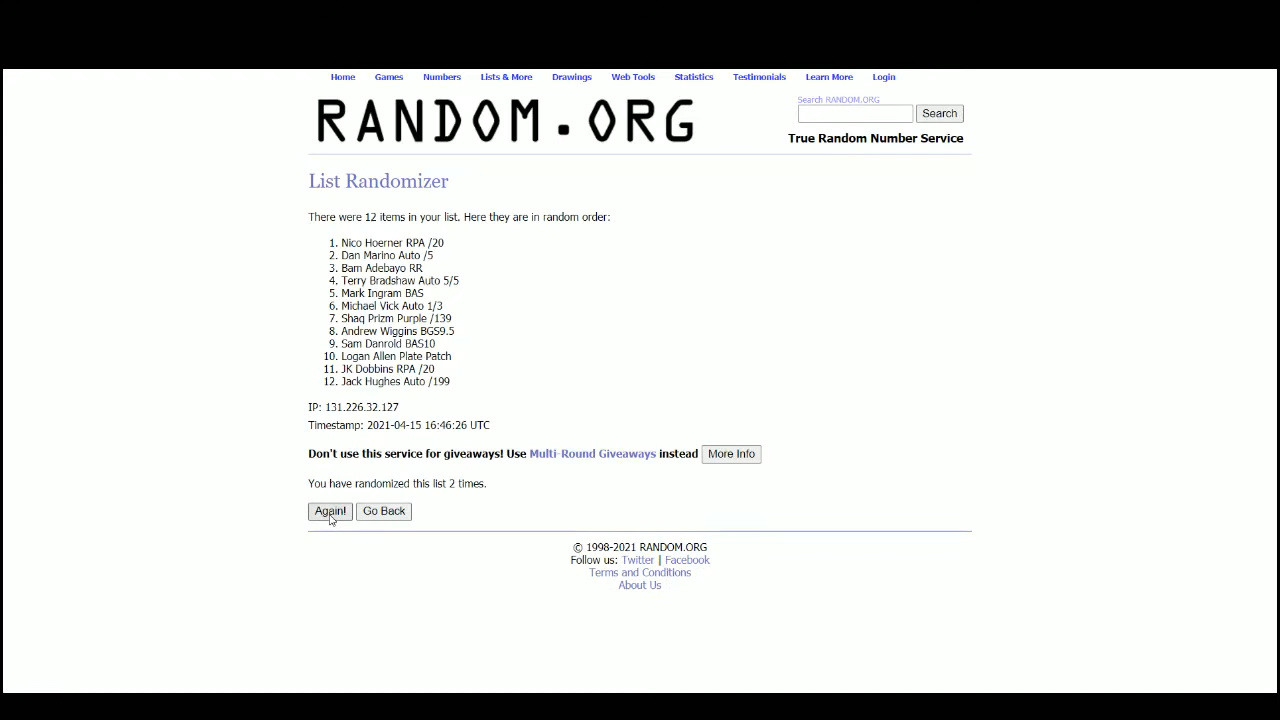 Home Games Numbers Lists & More Drawings Web Tools Statistics Testimonials Learn More Login
RANDOM.ORG
Search RANDOM.ORG
Search
True Random Number Service
List Randomizer
There were 12 items in your list. Here they are in random order:
1. Nico Hoerner RPA /20
2. Dan Marino Auto /5
3. Bam Adebayo RR
4. Terry Bradshaw Auto 5/5
5. Mark Ingram BAS
6. Michael Vick Auto 1/3
7. Shaq Prizm Purple /139
8. Andrew Wiggins BGS9.5
9. Sam Danrold BAS10
10. Logan Allen Plate Patch
11. JK Dobbins RPA /20
12. Jack Hughes Auto /199
IP: 131.226.32.127
Timestamp: 2021-04-15 16:46:26 UTC
Don't use this service for giveaways! Use Multi-Round Giveaways instead More Info
You have randomized this list 2 times.
Again! Go Back
© 1998-2021 RANDOM.ORG
Follow us: Twitter | Facebook
Terms and Conditions
About Us